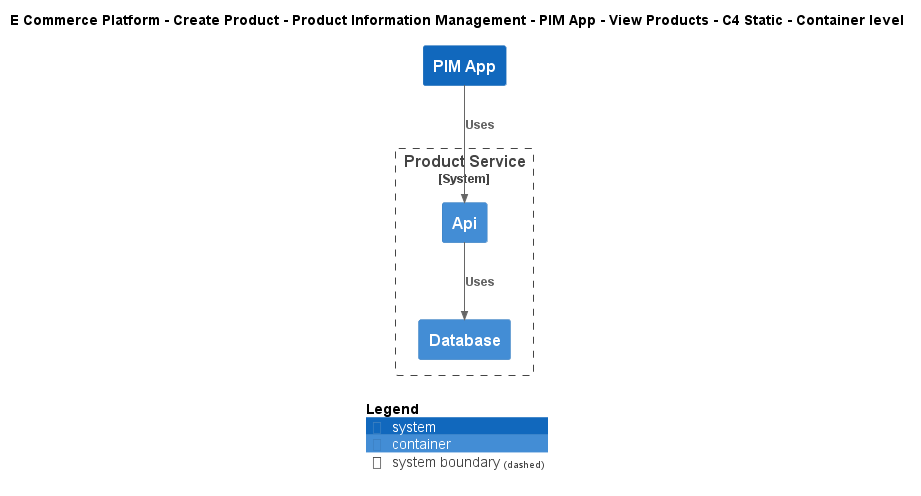 E Commerce Platform - Create Product - Product Information Management - PIM App - View Products - C4 Static - Container level
PIM App
Uses
Product Service
[System]
Api
Uses
Database
Legend
system
container
system boundary (dashed)